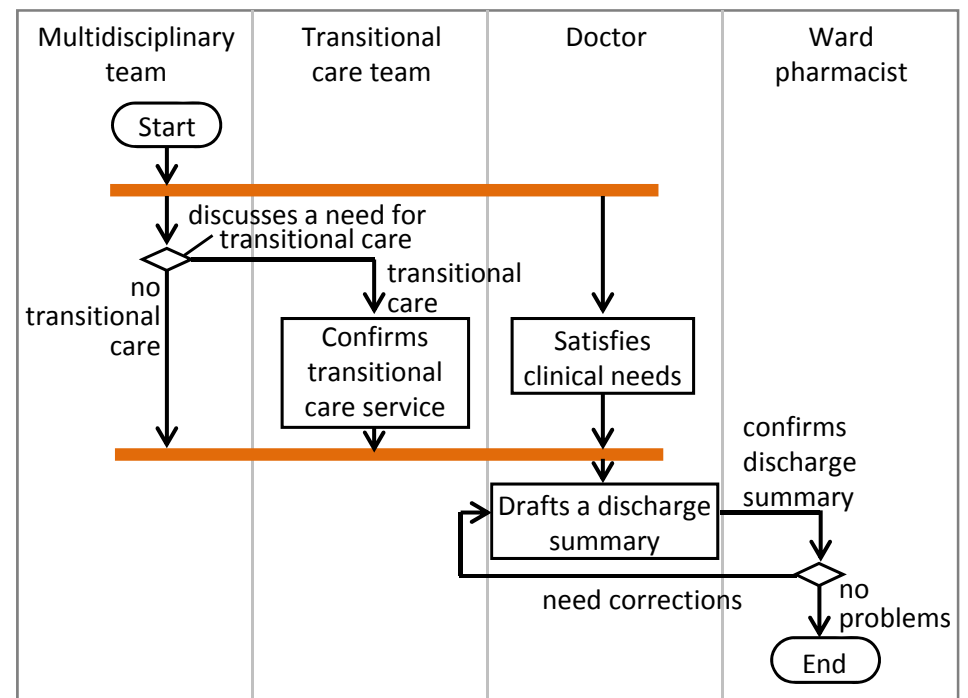 Multidisciplinary
team
Transitional
care team
Doctor
Ward
pharmacist
Start
discusses a need for
transitional care
no
transitional
care
transitional
care
Confirms
transitional
care service
Satisfies
clinical needs
confirms
discharge
summary
Drafts a discharge
summary
need corrections
no
problems
End